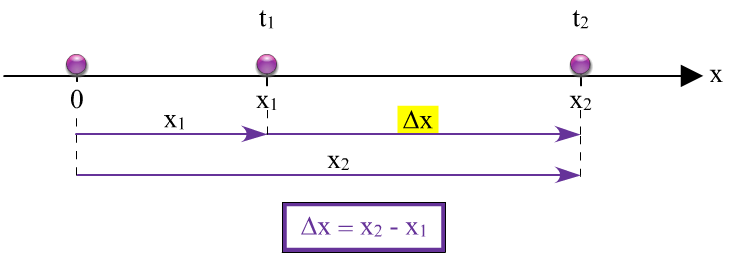 t₁ t₂
x
0 x₁ x₂
x₁ Δx
x₂
Δx = x₂ - x₁